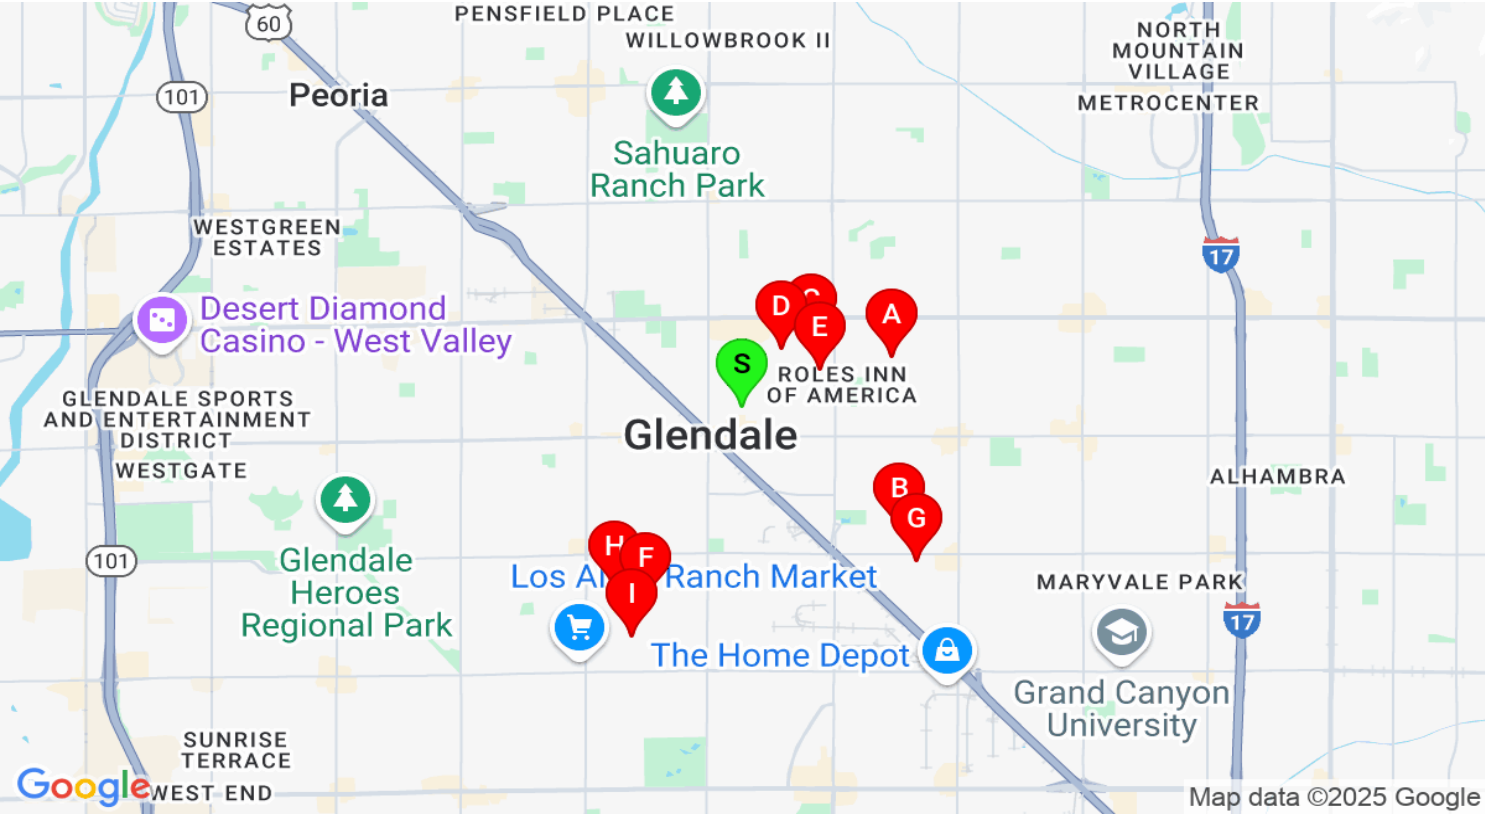 PENSFIELD PLACE
60
WILLOWBROOK II
NORTH
MOUNTAIN
VILLAGE
101
Peoria
METROCENTER
Sahuaro
Ranch Park
WESTGREEN
ESTATES
17
Desert Diamond
Casino - West Valley
D
A
E
S
ROLES INN
OF AMERICA
GLENDALE SPORTS
AND ENTERTAINMENT
DISTRICT
Glendale
WESTGATE
ALHAMBRA
B
G
101
Glendale
Heroes
Regional Park
H
F
I
Los Al
Ranch Market
MARYVALE PARK
17
The Home Depot
Grand Canyon
University
SUNRISE
TERRACE
Google
WEST END
Map data ©2025 Google